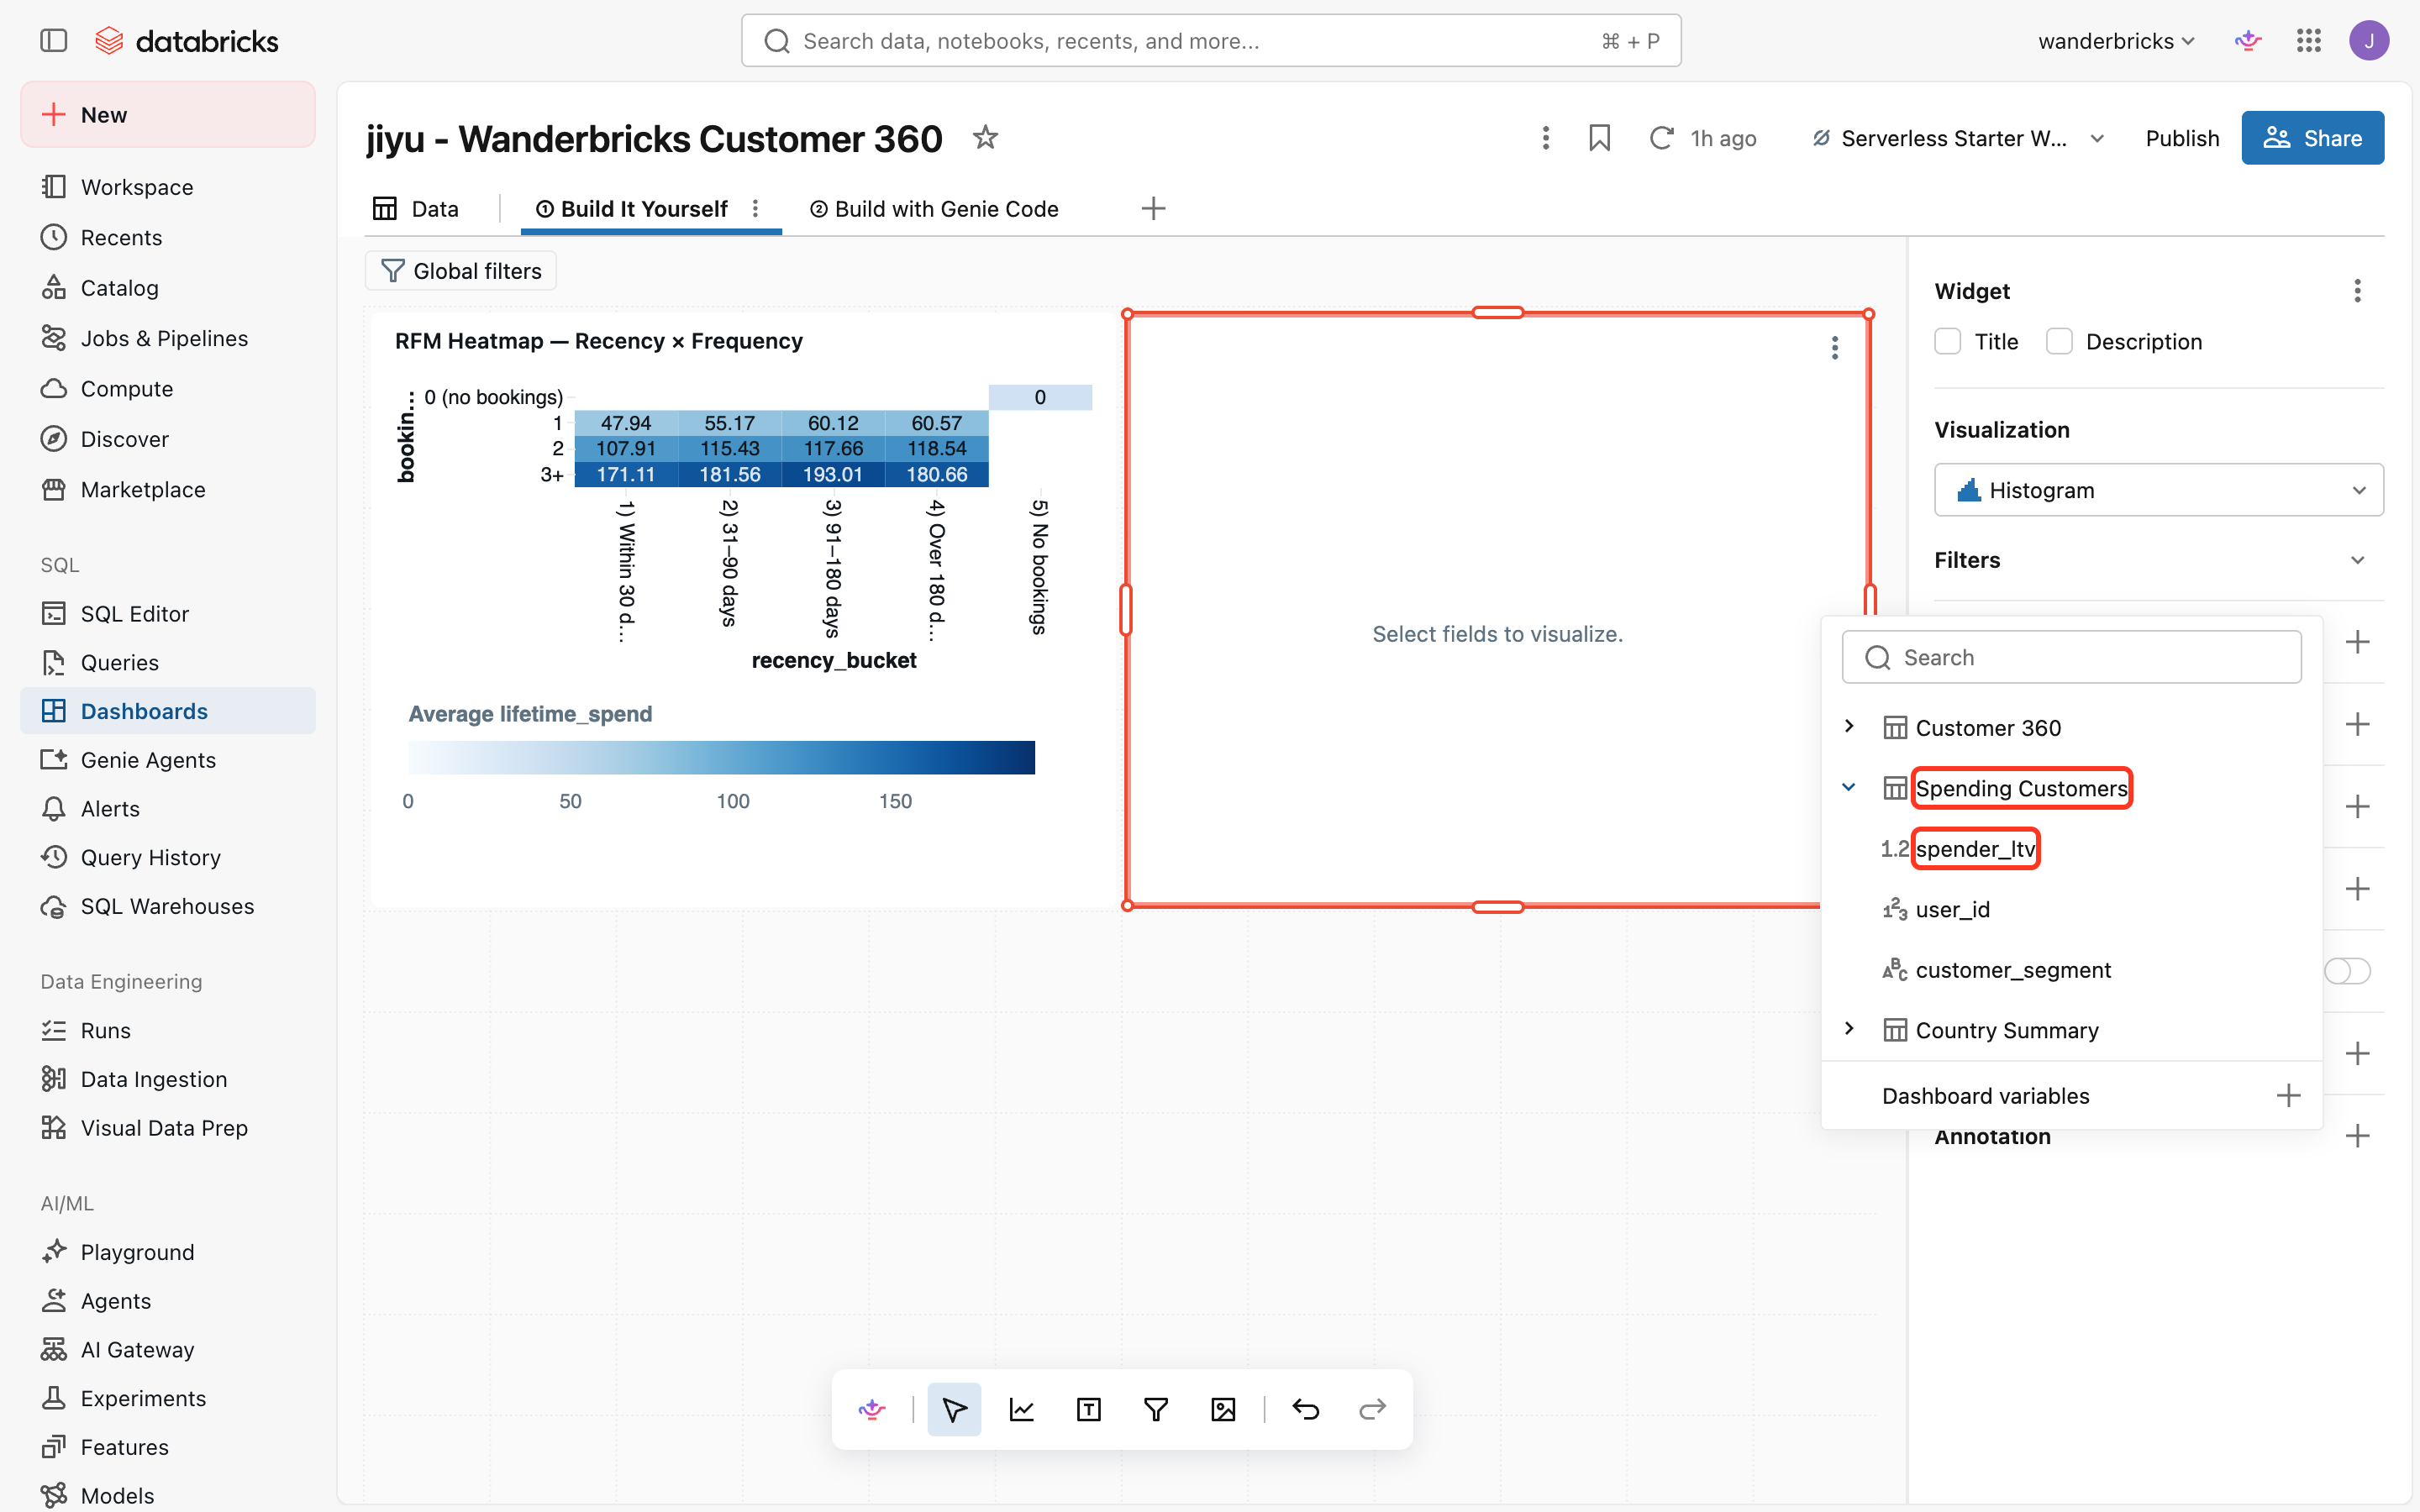 databricks
Search data, notebooks, recents, and more...
⌘ + P
wanderbricks
J
New
Workspace
Recents
Catalog
Jobs & Pipelines
Compute
Discover
Marketplace
SQL
SQL Editor
Queries
Dashboards
Genie Agents
Alerts
Query History
SQL Warehouses
Data Engineering
Runs
Data Ingestion
Visual Data Prep
AI/ML
Playground
Agents
AI Gateway
Experiments
Features
Models
jiyu - Wanderbricks Customer 360
1h ago
Serverless Starter W...
Publish
Share
Data
① Build It Yourself
② Build with Genie Code
Global filters
RFM Heatmap — Recency × Frequency
bookin...
0 (no bookings) 0
1 47.94 55.17 60.12 60.57
2 107.91 115.43 117.66 118.54
3+ 171.11 181.56 193.01 180.66
1) Within 30 d...
2) 31–90 days
3) 91–180 days
4) Over 180 d...
5) No bookings
recency_bucket
Average lifetime_spend
0 50 100 150
Select fields to visualize.
Widget
Title
Description
Visualization
Histogram
Filters
Search
Customer 360
Spending Customers
1.2 spender_ltv
123 user_id
ABC customer_segment
Country Summary
Dashboard variables
Annotation